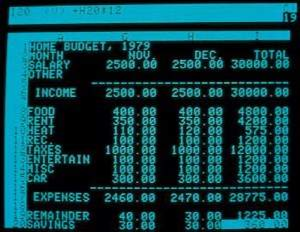 (V) +H20*12
19
HOME BUDGET, 1979
MONTH NOV DEC TOTAL
SALARY 2500.00 2500.00 30000.00
OTHER
INCOME 2500.00 2500.00 30000.00
FOOD 400.00 400.00 4800.00
RENT 350.00 350.00 4200.00
HEAT 110.00 120.00 575.00
REC 100.00 100.00 1200.00
TAXES 1000.00 1000.00 12000.00
ENTERTAIN 100.00 100.00 1200.00
MISC 100.00 100.00 1200.00
CAR 300.00 300.00 3600.00
EXPENSES 2460.00 2470.00 28775.00
REMAINDER 40.00 30.00 1225.00
SAVINGS 30.00 30.00